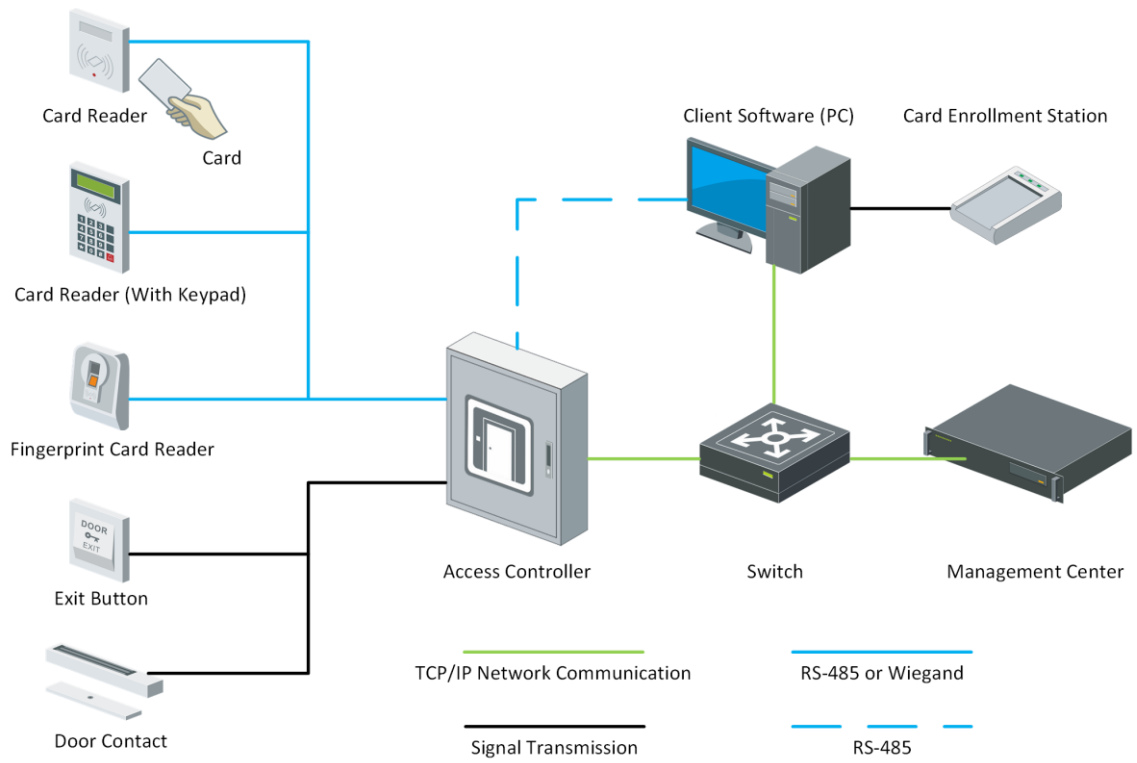 Card Reader
Card
Client Software (PC)
Card Enrollment Station
Card Reader (With Keypad)
Fingerprint Card Reader
DOOR
EXIT
Exit Button
Access Controller
Switch
Management Center
TCP/IP Network Communication
RS-485 or Wiegand
Door Contact
Signal Transmission
RS-485